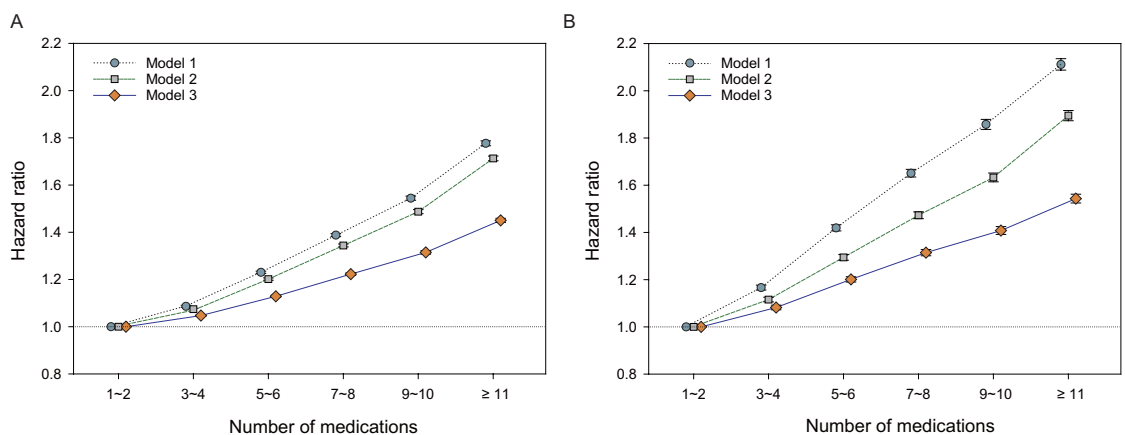 A
Hazard ratio
2.2
2.0
1.8
1.6
1.4
1.2
1.0
0.8
Model 1
Model 2
Model 3
1~2
3~4
5~6
7~8
9~10
≥ 11
Number of medications
B
Hazard ratio
2.2
2.0
1.8
1.6
1.4
1.2
1.0
0.8
Model 1
Model 2
Model 3
1~2
3~4
5~6
7~8
9~10
≥ 11
Number of medications